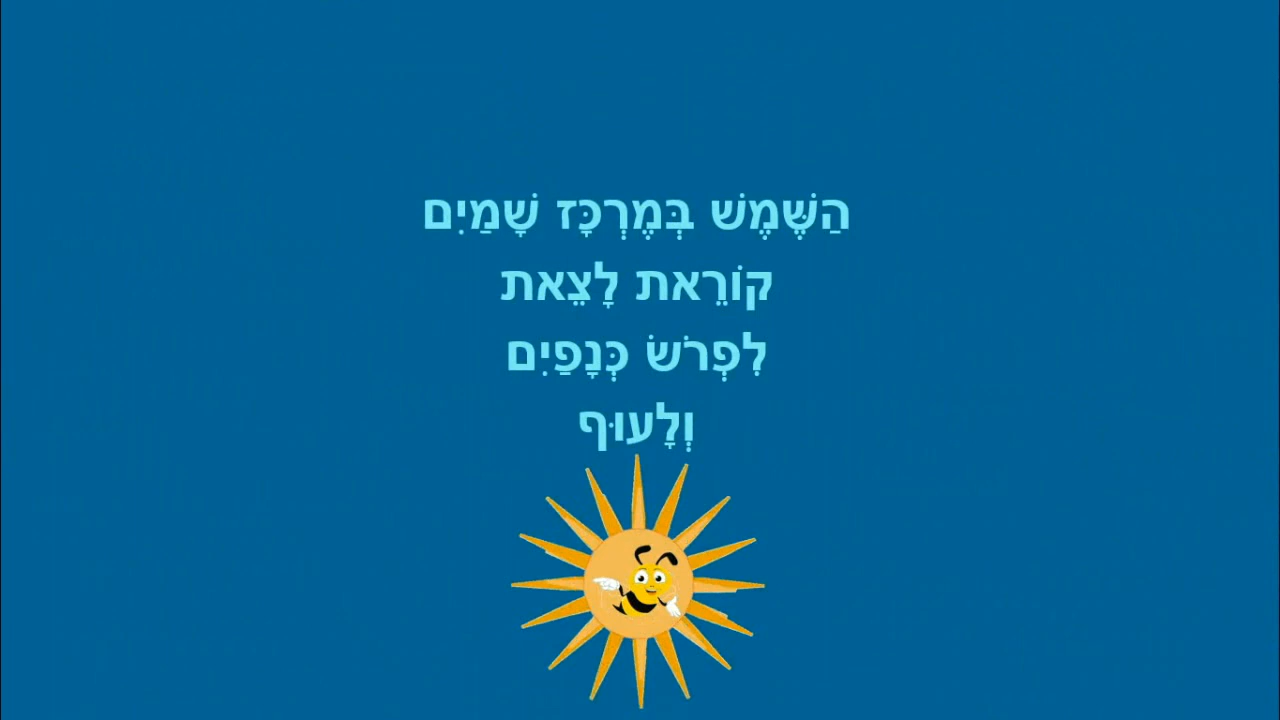 הַשֶּׁמֶשׁ בְּמֶרְכָּז שָׁמַיִם
קוֹרֵאת לָצֵאת
לִפְרֹשׂ כְּנָפַיִם
וְלָעוּף